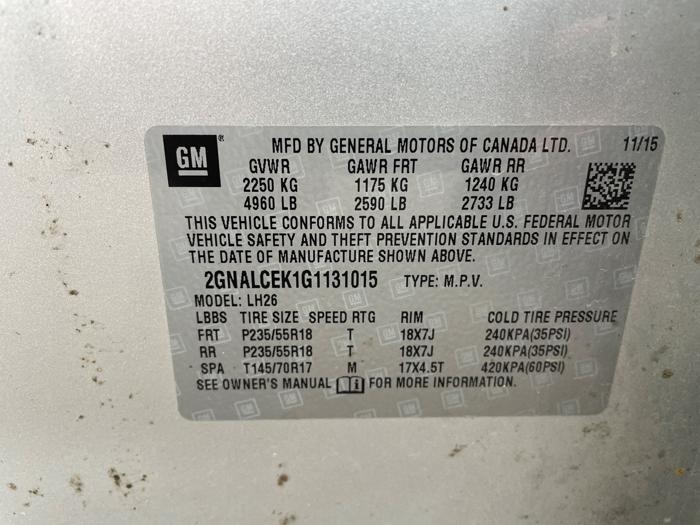 GM
MFD BY GENERAL MOTORS OF CANADA LTD. 11/15
GVWR GAWR FRT GAWR RR
2250 KG 1175 KG 1240 KG
4960 LB 2590 LB 2733 LB
THIS VEHICLE CONFORMS TO ALL APPLICABLE U.S. FEDERAL MOTOR
VEHICLE SAFETY AND THEFT PREVENTION STANDARDS IN EFFECT ON
THE DATE OF MANUFACTURE SHOWN ABOVE.
2GNALCEK1G1131015 TYPE: M.P.V.
MODEL: LH26
LBBS TIRE SIZE SPEED RTG RIM COLD TIRE PRESSURE
FRT P235/55R18 T 18X7J 240KPA(35PSI)
RR P235/55R18 T 18X7J 240KPA(35PSI)
SPA T145/70R17 M 17X4.5T 420KPA(60PSI)
SEE OWNER'S MANUAL FOR MORE INFORMATION.